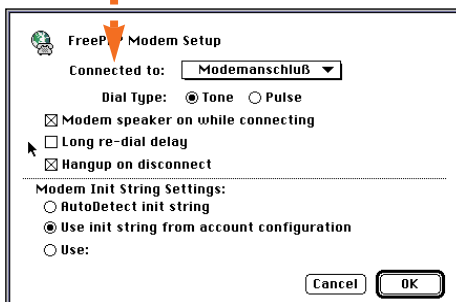 FreePPP Modem Setup
Connected to: Modemanschluß
Dial Type: Tone Pulse
Modem speaker on while connecting
Long re-dial delay
Hangup on disconnect
Modem Init String Settings:
AutoDetect init string
Use init string from account configuration
Use:
Cancel OK